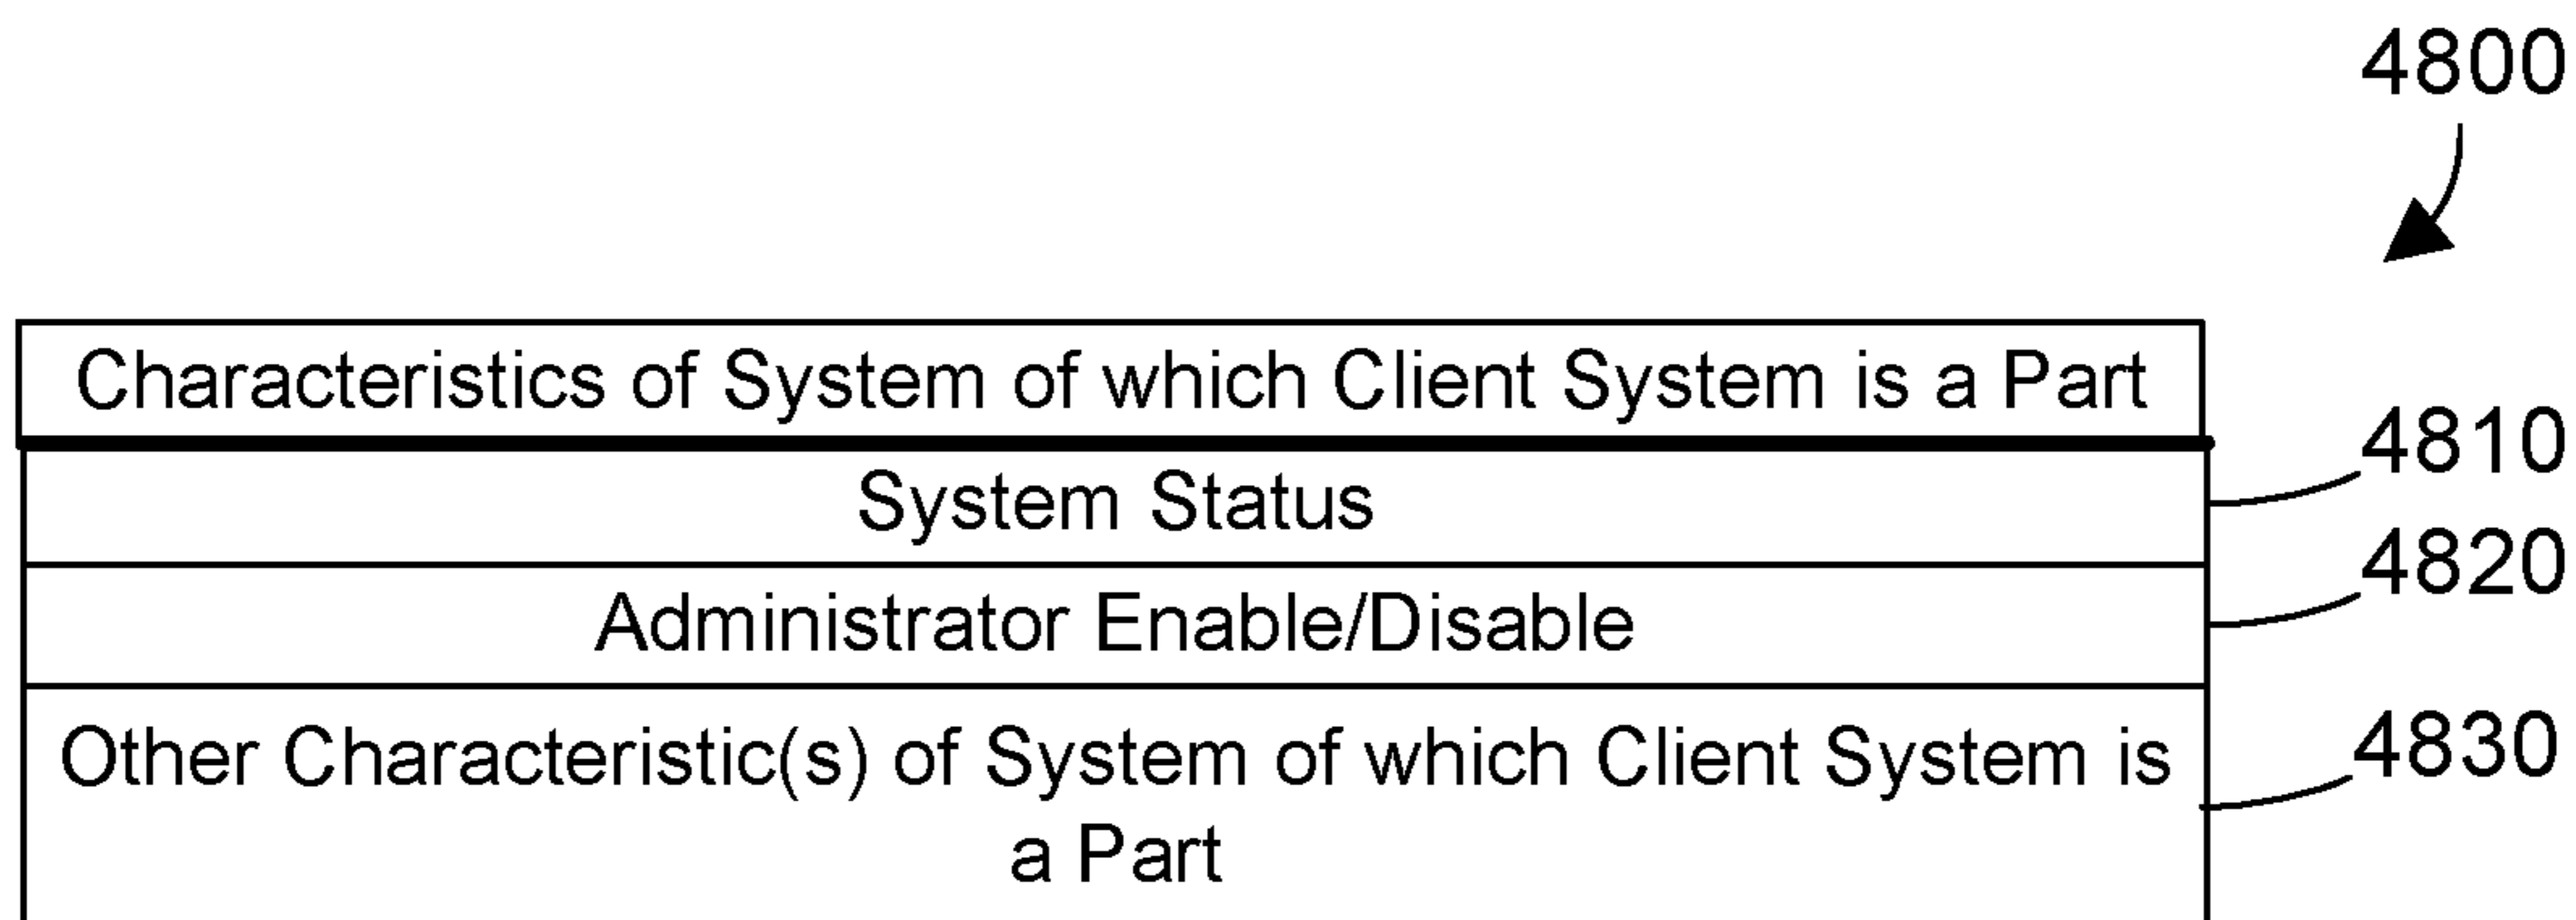 4800
Characteristics of System of which Client System is a Part
4810
System Status
4820
Administrator Enable/Disable
4830
Other Characteristic(s) of System of which Client System is
a Part